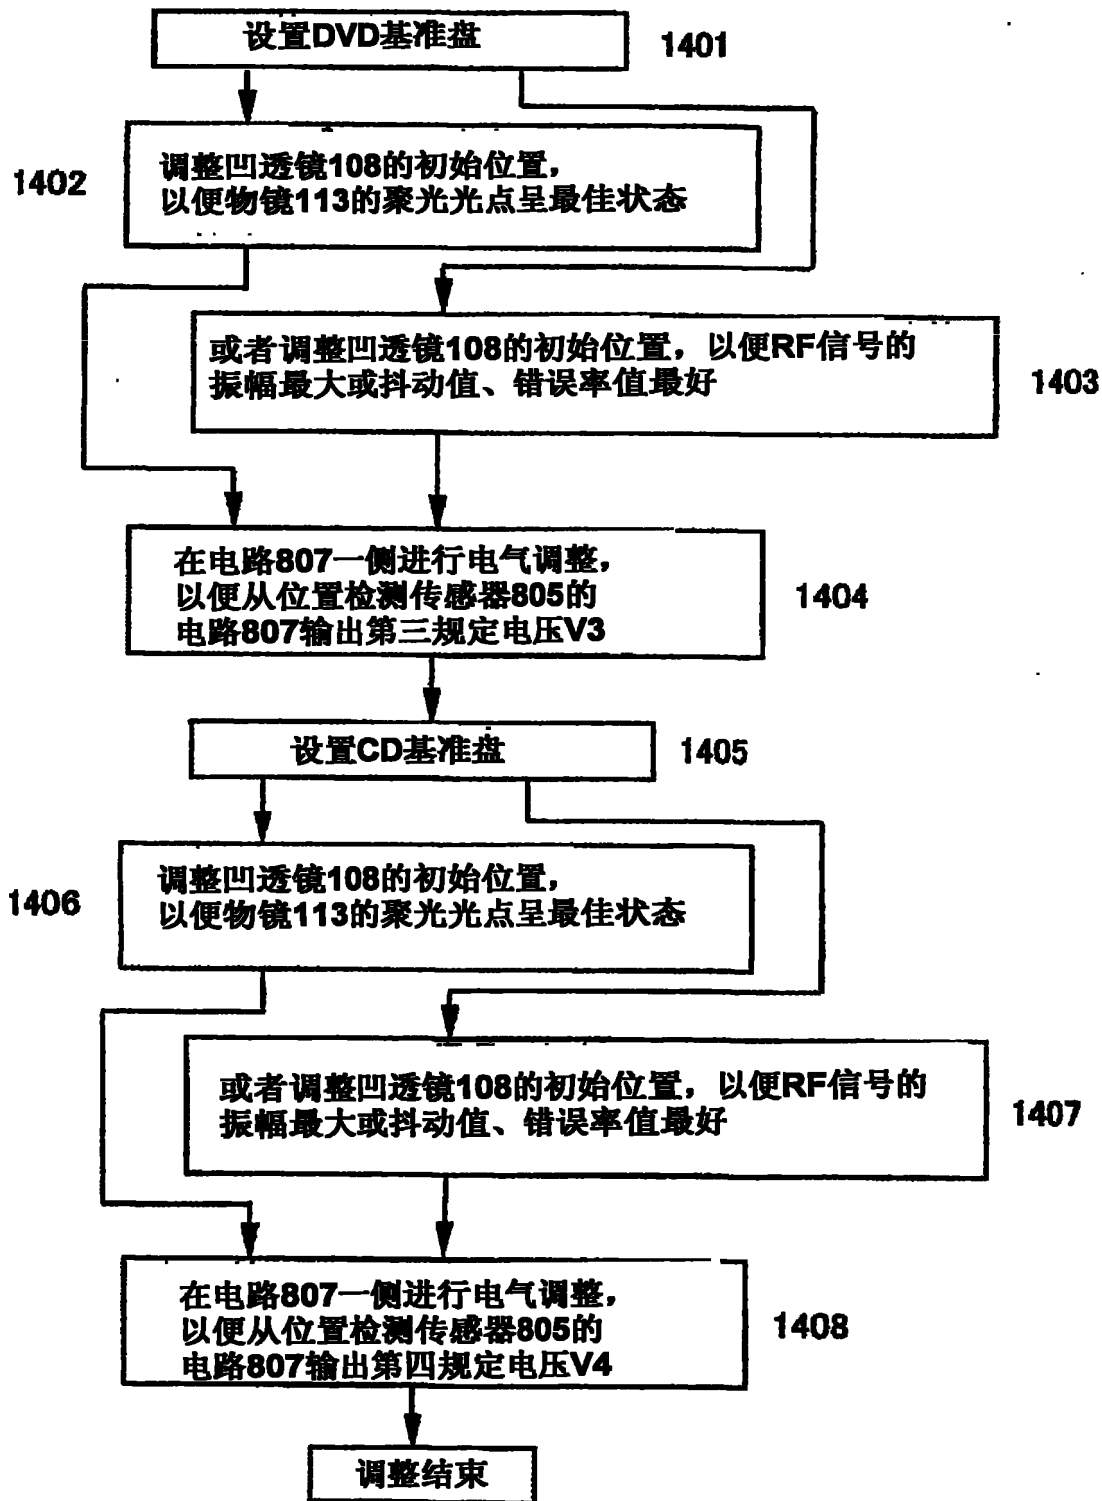 设置DVD基准盘
1401
1402
调整凹透镜108的初始位置，
以便物镜113的聚光光点呈最佳状态
或者调整凹透镜108的初始位置，以便RF信号的
振幅最大或抖动值、错误率值最好
1403
在电路807一侧进行电气调整，
以便从位置检测传感器805的
电路807输出第三规定电压V3
1404
设置CD基准盘
1405
1406
调整凹透镜108的初始位置，
以便物镜113的聚光光点呈最佳状态
或者调整凹透镜108的初始位置，以便RF信号的
振幅最大或抖动值、错误率值最好
1407
在电路807一侧进行电气调整，
以便从位置检测传感器805的
电路807输出第四规定电压V4
1408
调整结束